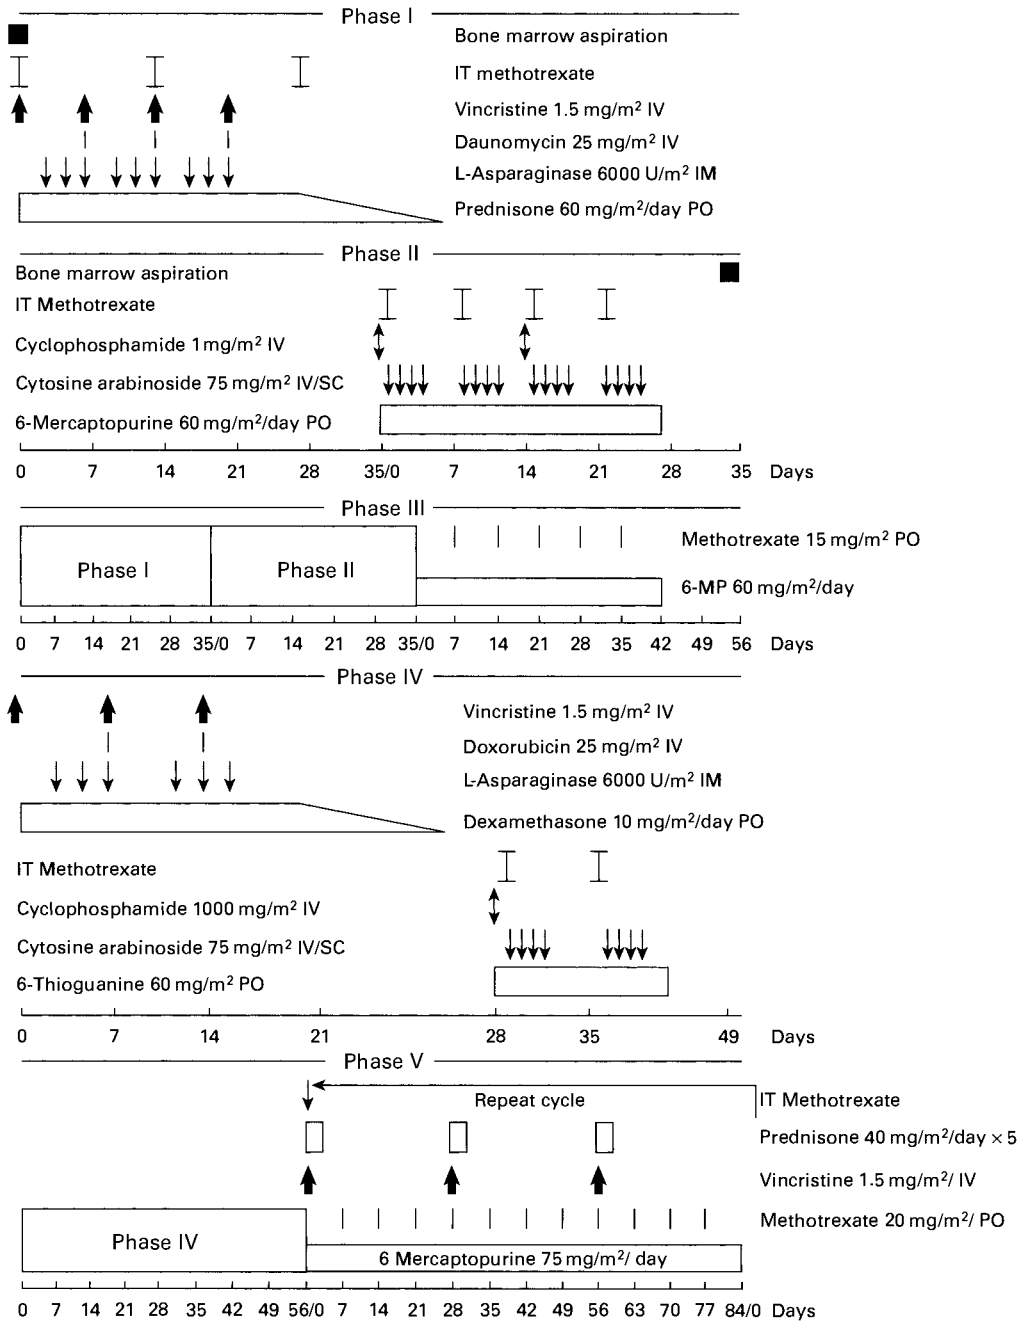 Phase I
Bone marrow aspiration
IT methotrexate
Vincristine 1.5 mg/m² IV
Daunomycin 25 mg/m² IV
L-Asparaginase 6000 U/m² IM
Prednisone 60 mg/m²/day PO
Phase II
Bone marrow aspiration
IT Methotrexate
Cyclophosphamide 1mg/m² IV
Cytosine arabinoside 75 mg/m² IV/SC
6-Mercaptopurine 60 mg/m²/day PO
0 7 14 21 28 35/0 7 14 21 28 35 Days
Phase III
Methotrexate 15 mg/m² PO
Phase I Phase II
6-MP 60 mg/m²/day
0 7 14 21 28 35/0 7 14 21 28 35/0 7 14 21 28 35 42 49 56 Days
Phase IV
Vincristine 1.5 mg/m² IV
Doxorubicin 25 mg/m² IV
L-Asparaginase 6000 U/m² IM
Dexamethasone 10 mg/m²/day PO
IT Methotrexate
Cyclophosphamide 1000 mg/m² IV
Cytosine arabinoside 75 mg/m² IV/SC
6-Thioguanine 60 mg/m² PO
0 7 14 21 28 35 49 Days
Phase V
Repeat cycle IT Methotrexate
Prednisone 40 mg/m²/day × 5
Vincristine 1.5 mg/m²/ IV
Methotrexate 20 mg/m²/ PO
Phase IV
6 Mercaptopurine 75 mg/m²/ day
0 7 14 21 28 35 42 49 56/0 7 14 21 28 35 42 49 56 63 70 77 84/0 Days